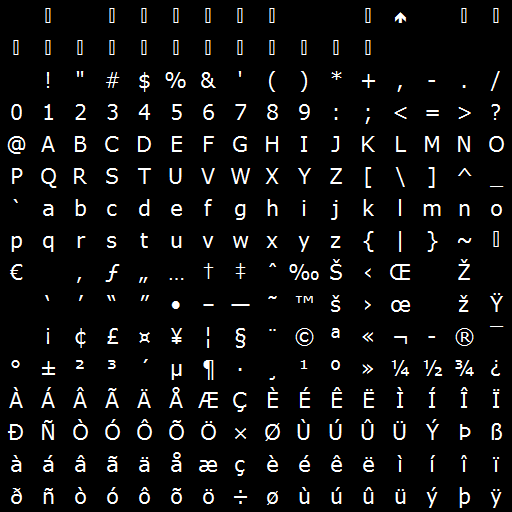 ▯ ▯ ▯ ▯ ▯ ▯ ▯ ▯ 🡹 ▯ ▯
▯ ▯ ▯ ▯ ▯ ▯ ▯ ▯ ▯ ▯ ▯ ▯
! " # $ % & ' ( ) * + , - . /
0 1 2 3 4 5 6 7 8 9 : ; < = > ?
@ A B C D E F G H I J K L M N O
P Q R S T U V W X Y Z [ \ ] ^ _
` a b c d e f g h i j k l m n o
p q r s t u v w x y z { | } ~ ▯
€ ‚ ƒ „ … † ‡ ˆ ‰ Š ‹ Œ Ž
‘ ’ “ ” • – — ˜ ™ š › œ ž Ÿ
¡ ¢ £ ¤ ¥ ¦ § ¨ © ª « ¬ - ® ¯
° ± ² ³ ´ µ ¶ · ¸ ¹ º » ¼ ½ ¾ ¿
À Á Â Ã Ä Å Æ Ç È É Ê Ë Ì Í Î Ï
Ð Ñ Ò Ó Ô Õ Ö × Ø Ù Ú Û Ü Ý Þ ß
à á â ã ä å æ ç è é ê ë ì í î ï
ð ñ ò ó ô õ ö ÷ ø ù ú û ü ý þ ÿ